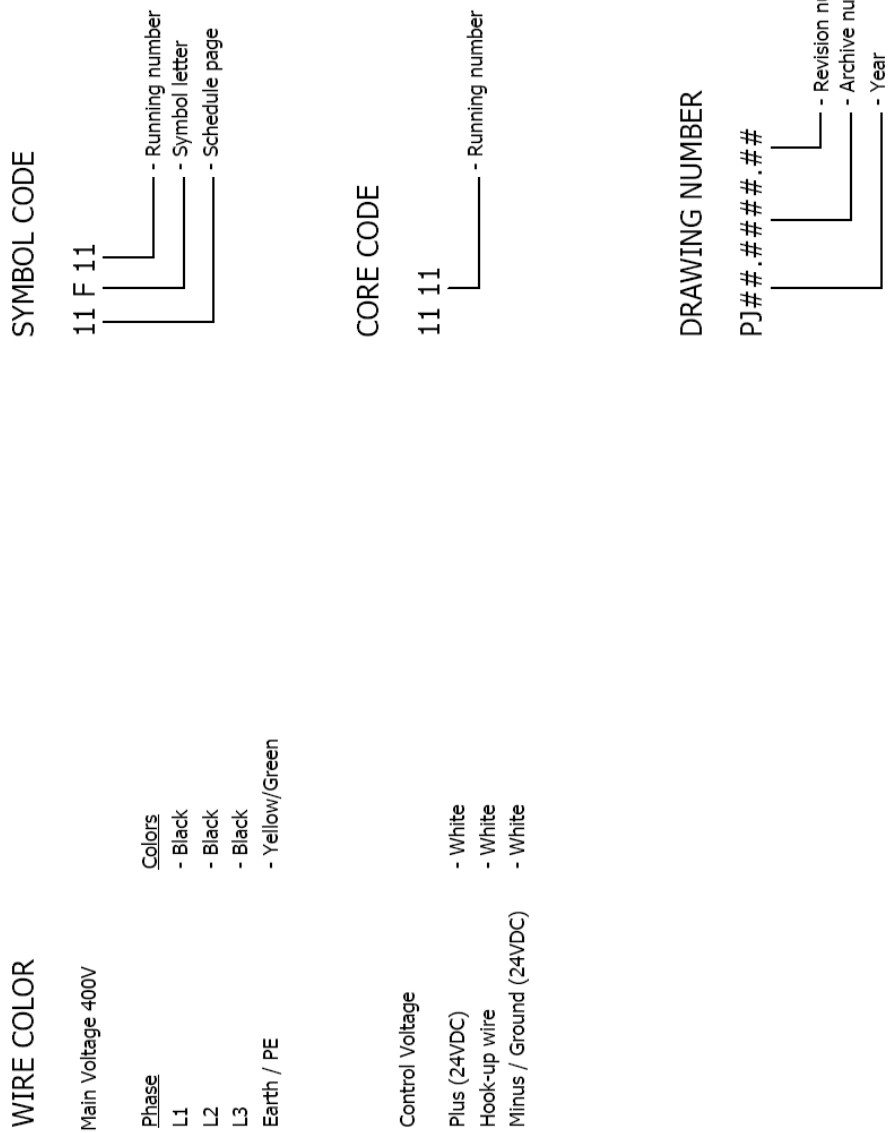 WIRE COLOR
Main Voltage 400V
Phase Colors
L1 - Black
L2 - Black
L3 - Black
Earth / PE - Yellow/Green
Control Voltage
Plus (24VDC) - White
Hook-up wire - White
Minus / Ground (24VDC) - White
SYMBOL CODE
11 F 11
- Running number
- Symbol letter
- Schedule page
CORE CODE
11 11
- Running number
DRAWING NUMBER
PJ##.####.##
- Revision
- Archive
- Year